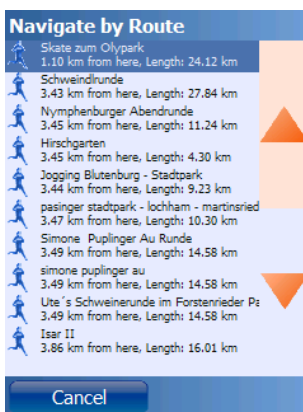 Navigate by Route
Skate zum Olypark
1.10 km from here, Length: 24.12 km
Schweindlrunde
3.43 km from here, Length: 27.84 km
Nymphenburger Abendrunde
3.45 km from here, Length: 11.24 km
Hirschgarten
3.45 km from here, Length: 4.30 km
Jogging Blutenburg - Stadtpark
3.44 km from here, Length: 9.23 km
pasinger stadtpark - lochham - martinsried
3.47 km from here, Length: 10.30 km
Simone  Puplinger Au Runde
3.49 km from here, Length: 14.58 km
simone puplinger au
3.49 km from here, Length: 14.58 km
Ute´s Schweinerunde im Forstenrieder Pa
3.49 km from here, Length: 14.58 km
Isar II
3.86 km from here, Length: 16.01 km
Cancel